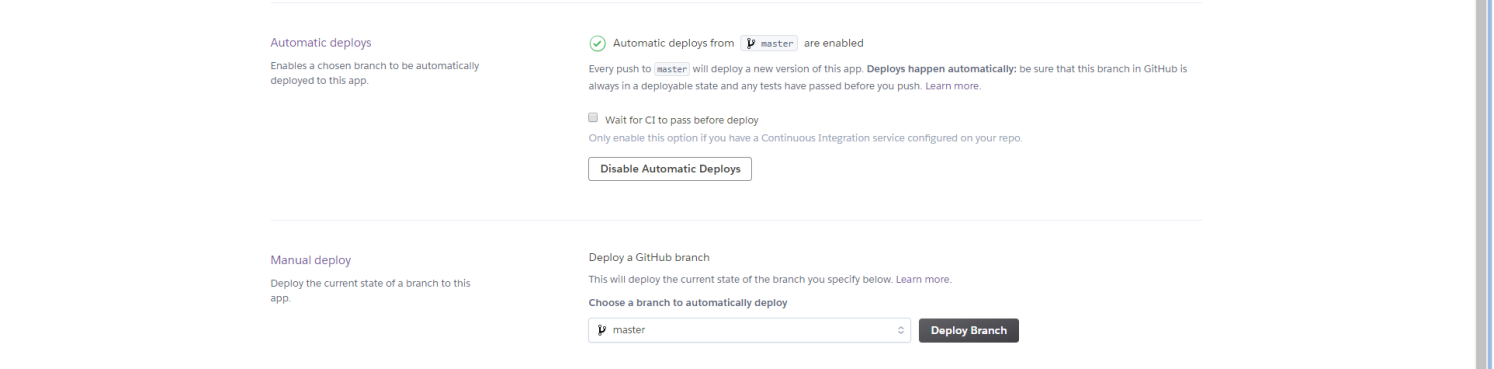 Automatic deploys
Enables a chosen branch to be automatically
deployed to this app.
Automatic deploys from master are enabled
Every push to master will deploy a new version of this app. Deploys happen automatically: be sure that this branch in GitHub is
always in a deployable state and any tests have passed before you push. Learn more.
Wait for CI to pass before deploy
Only enable this option if you have a Continuous Integration service configured on your repo.
Disable Automatic Deploys
Manual deploy
Deploy the current state of a branch to this
app.
Deploy a GitHub branch
This will deploy the current state of the branch you specify below. Learn more.
Choose a branch to automatically deploy
master
Deploy Branch